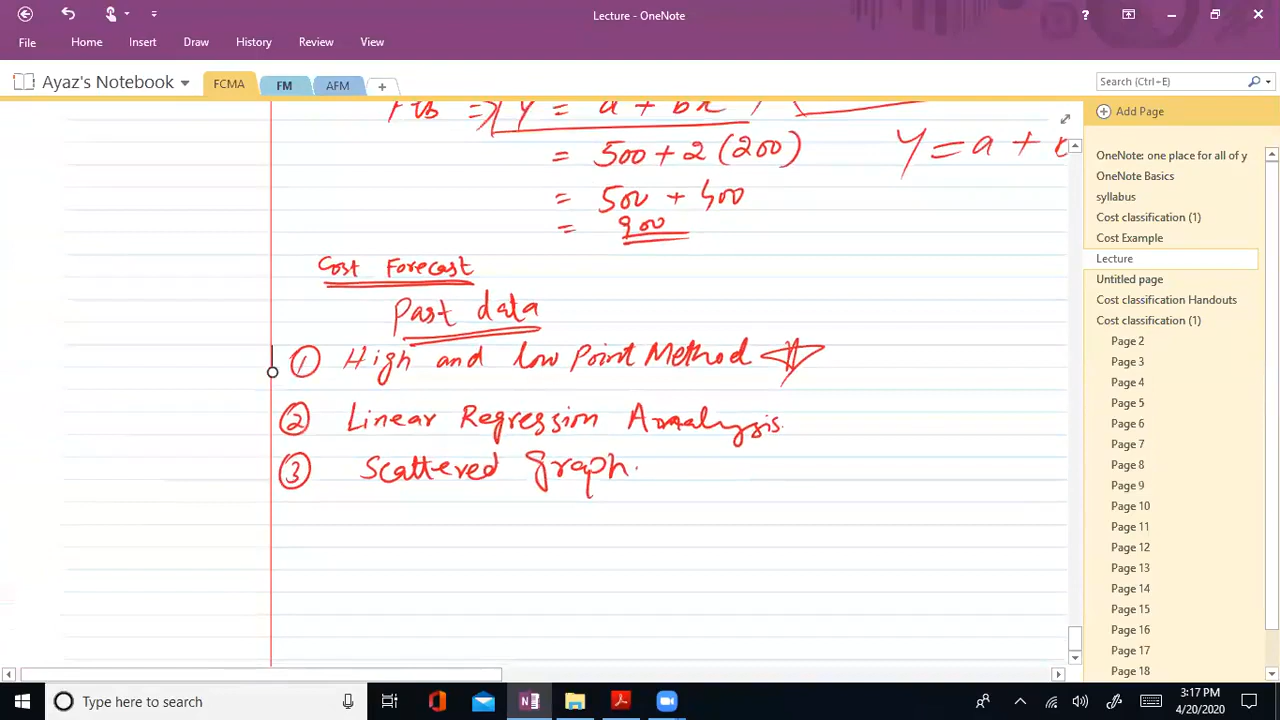 Lecture - OneNote
File Home Insert Draw History Review View
Ayaz's Notebook FCMA FM AFM
Search (Ctrl+E)
Y = a + bx
= 500 + 2 (200)
Y = a +
= 500 + 400
= 900
Cost Forecast
Past data
① High and low Point Method
② Linear Regression Analysis.
③ Scattered graph.
Add Page
OneNote: one place for all of y
OneNote Basics
syllabus
Cost classification (1)
Cost Example
Lecture
Untitled page
Cost classification Handouts
Cost classification (1)
Page 2
Page 3
Page 4
Page 5
Page 6
Page 7
Page 8
Page 9
Page 10
Page 11
Page 12
Page 13
Page 14
Page 15
Page 16
Page 17
Page 18
Type here to search
3:17 PM
4/20/2020